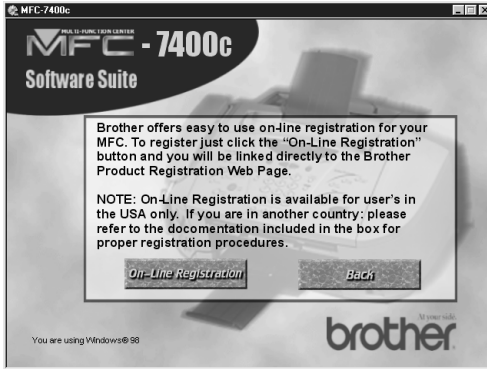 MFC-7400c
MULTI-FUNCTION CENTER
MFC - 7400c
Software Suite
Brother offers easy to use on-line registration for your
MFC. To register just click the “On-Line Registration”
button and you will be linked directly to the Brother
Product Registration Web Page.
NOTE: On-Line Registration is available for user’s in
the USA only. If you are in another country: please
refer to the docomentation included in the box for
proper registration procedures.
On-Line Registration
Back
You are using Windows® 98
At your side.
brother.